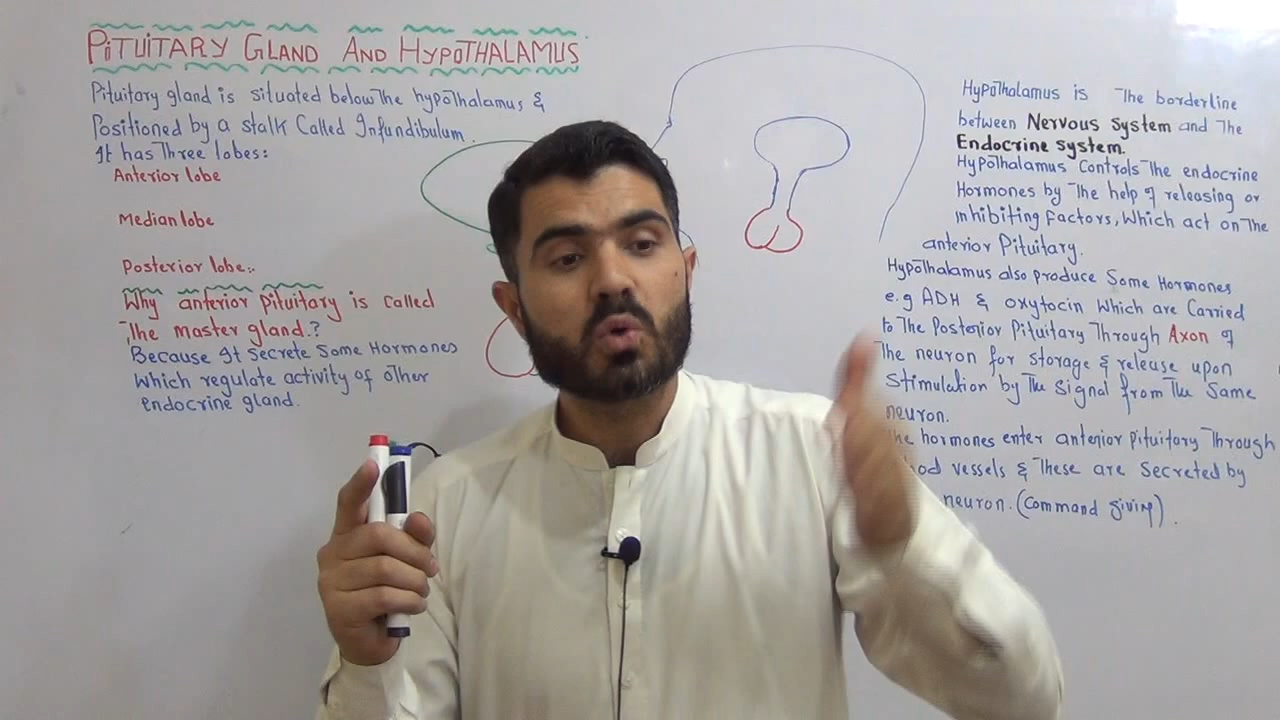 PITUITARY GLAND AND HYPOTHALAMUS
Pituitary gland is situated below The hypothalamus &
Positioned by a stalk Called Infundibulum.
It has Three lobes:
Anterior lobe
Median lobe
Posterior lobe:-
Why anterior pituitary is called
The master gland.?
Because It Secrete Some Hormones
Which regulate activity of other
endocrine gland.
Hypothalamus is The borderline
between Nervous System and The
Endocrine system.
Hypothalamus Controls The endocrine
Hormones by The help of releasing or
inhibiting factors, Which act on The
anterior Pituitary.
Hypothalamus also produce Some Hormones
e.g ADH & oxytocin Which are Carried
to The Posterior Pituitary Through Axon of
The neuron for storage & release upon
Stimulation by The Signal from The Same
neuron.
hormones enter anterior pituitary Through
vessels & These are Secreted by
neuron. (Command giving).